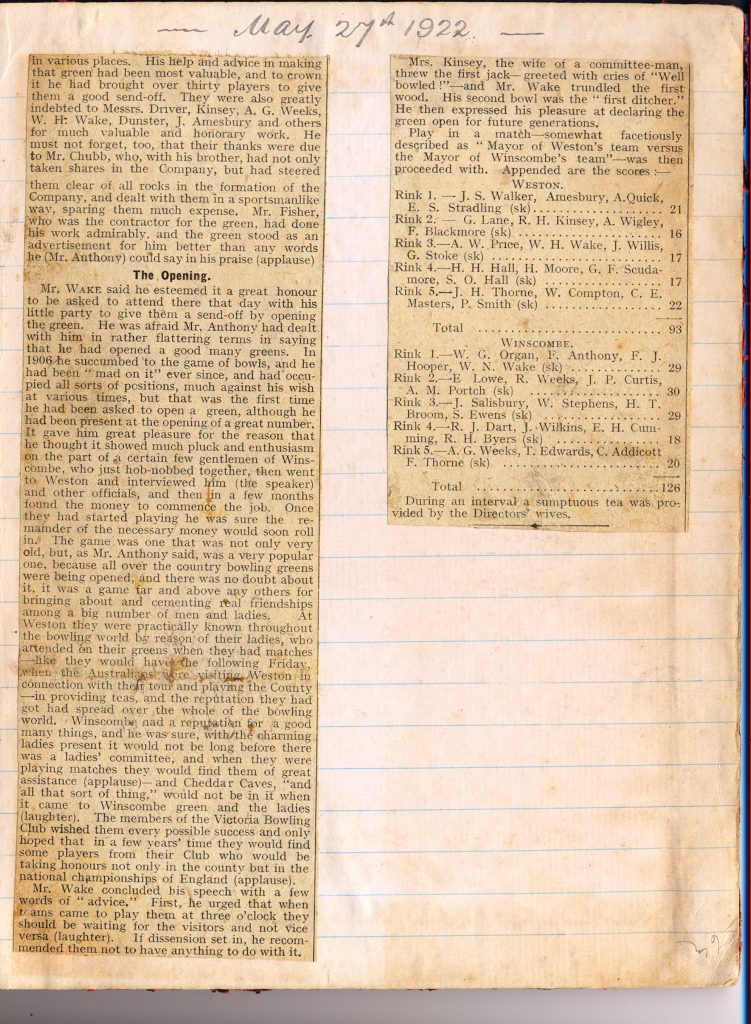 — May 27th 1922. —
in various places. His help and advice in making
that green had been most valuable, and to crown
it he had brought over thirty players to give
them a good send-off. They were also greatly
indebted to Messrs. Driver, Kinsey, A. G. Weeks,
W. H. Wake, Dunster, J. Amesbury and others
for much valuable and honorary work. He
must not forget, too, that their thanks were due
to Mr. Chubb, who, with his brother, had not only
taken shares in the Company, but had steered
them clear of all rocks in the formation of the
Company, and dealt with them in a sportsmanlike
way, sparing them much expense. Mr. Fisher,
who was the contractor for the green, had done
his work admirably, and the green stood as an
advertisement for him better than any words
he (Mr. Anthony) could say in his praise (applause)
The Opening.
Mr. WAKE said he esteemed it a great honour
to be asked to attend there that day with his
little party to give them a send-off by opening
the green. He was afraid Mr. Anthony had dealt
with him in rather flattering terms in saying
that he had opened a good many greens. In
1906 he succumbed to the game of bowls, and he
had been " mad on it" ever since, and had occu-
pied all sorts of positions, much against his wish
at various times, but that was the first time
he had been asked to open a green, although he
had been present at the opening of a great number.
It gave him great pleasure for the reason that
he thought it showed much pluck and enthusiasm
on the part of a certain few gentlemen of Wins-
combe, who just hob-nobbed together, then went
to Weston and interviewed him (the speaker)
and other officials, and then in a few months
found the money to commence the job. Once
they had started playing he was sure the re-
mainder of the necessary money would soon roll
in. The game was one that was not only very
old, but, as Mr. Anthony said, was a very popular
one, because all over the country bowling greens
were being opened, and there was no doubt about
it, it was a game far and above any others for
bringing about and cementing real friendships
among a big number of men and ladies. At
Weston they were practically known throughout
the bowling world by reason of their ladies, who
attended on their greens when they had matches
—like they would have the following Friday,
when the Australians were visiting Weston in
connection with their tour and playing the County
—in providing teas, and the reputation they had
got had spread over the whole of the bowling
world. Winscombe had a reputation for a good
many things, and he was sure, with the charming
ladies present it would not be long before there
was a ladies' committee, and when they were
playing matches they would find them of great
assistance (applause)—and Cheddar Caves, "and
all that sort of thing," would not be in it when
it came to Winscombe green and the ladies
(laughter). The members of the Victoria Bowling
Club wished them every possible success and only
hoped that in a few years' time they would find
some players from their Club who would be
taking honours not only in the county but in the
national championships of England (applause).
Mr. Wake concluded his speech with a few
words of " advice." First, he urged that when
teams came to play them at three o'clock they
should be waiting for the visitors and not vice
versa (laughter). If dissension set in, he recom-
mended them not to have anything to do with it.
Mrs. Kinsey, the wife of a committee-man,
threw the first jack—greeted with cries of "Well
bowled !"—and Mr. Wake trundled the first
wood. His second bowl was the " first ditcher."
He then expressed his pleasure at declaring the
green open for future generations.
Play in a match—somewhat facetiously
described as " Mayor of Weston's team versus
the Mayor of Winscombe's team"—was then
proceeded with. Appended are the scores :—
WESTON.
Rink 1. — J. S. Walker, Amesbury, A.Quick,
E. S. Stradling (sk)..................... 21
Rink 2. — G. Lane, R. H. Kinsey, A. Wigley,
F. Blackmore (sk) ..................... 16
Rink 3.—A. W. Price, W. H. Wake, J. Willis,
G. Stoke (sk) ......................... 17
Rink 4.—H. H. Hall, H. Moore, G. F. Scuda-
more, S. O. Hall (sk) ................. 17
Rink 5.—J. H. Thorne, W. Compton, C. E.
Masters, P. Smith (sk) ................. 22
Total ..................... 93
WINSCOMBE.
Rink 1.—W. G. Organ, F. Anthony, F. J.
Hooper, W. N. Wake (sk) ................ 29
Rink 2.—E Lowe, R. Weeks, J. P. Curtis,
A. M. Portch (sk) ..................... 30
Rink 3.—J. Salisbury, W. Stephens, H. T.
Broom, S. Ewens (sk) .................. 29
Rink 4.—R. J. Dart, J. Wilkins, E. H. Cum-
ming, R. H. Byers (sk) ................ 18
Rink 5.—A. G. Weeks, T. Edwards, C. Addicott
F. Thorne (sk) ........................ 20
Total ..................... 126
During an interval a sumptuous tea was pro-
vided by the Directors' wives.